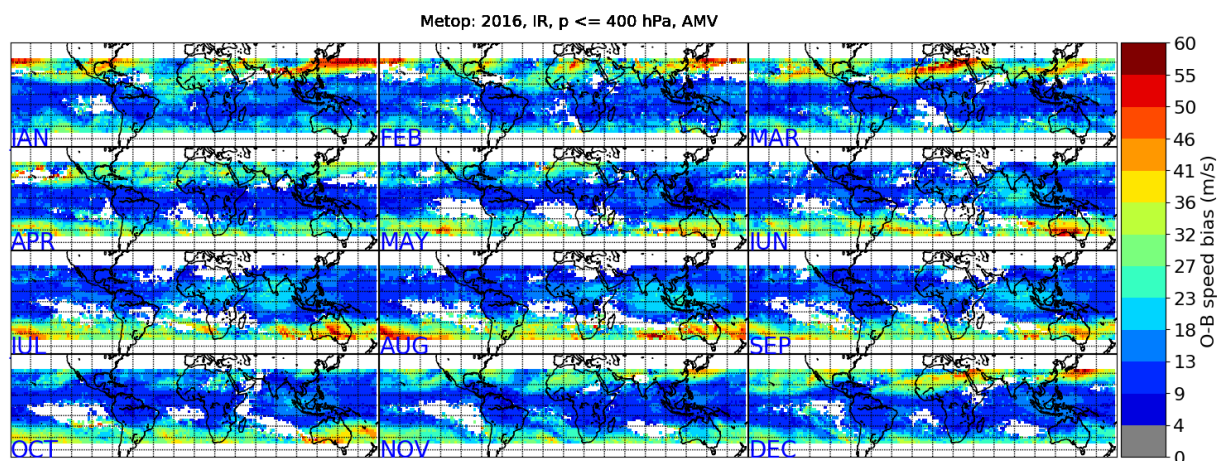 Metop: 2016, IR, p <= 400 hPa, AMV
JAN
FEB
MAR
APR
MAY
JUN
JUL
AUG
SEP
OCT
NOV
DEC
60
55
50
46
41
36
32
27
23
18
13
9
4
0
O-B speed bias (m/s)